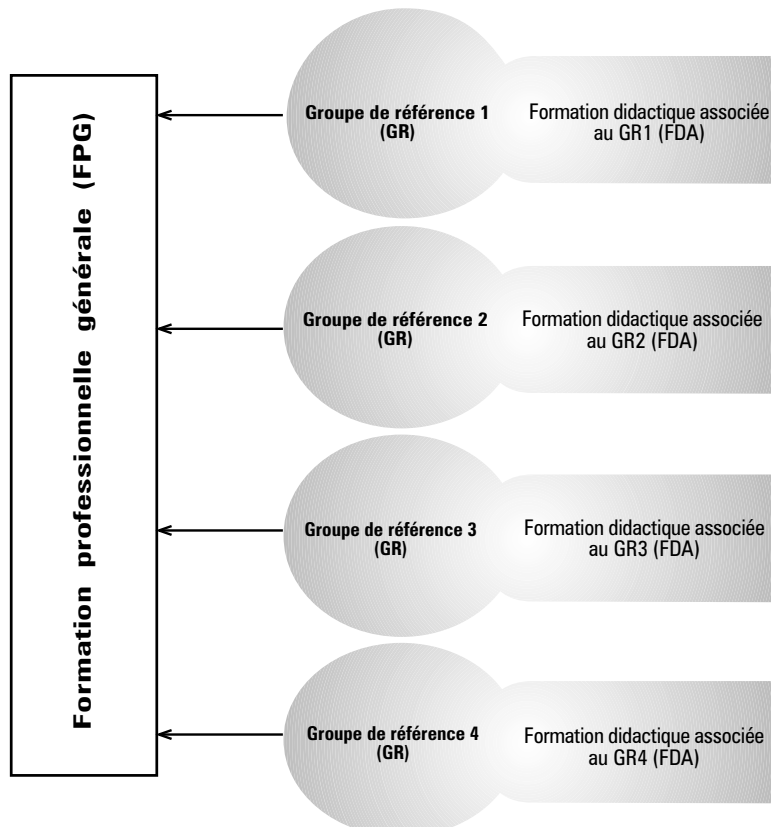 Formation professionnelle générale (FPG)
Groupe de référence 1
(GR)
Formation didactique associée
au GR1 (FDA)
Groupe de référence 2
(GR)
Formation didactique associée
au GR2 (FDA)
Groupe de référence 3
(GR)
Formation didactique associée
au GR3 (FDA)
Groupe de référence 4
(GR)
Formation didactique associée
au GR4 (FDA)